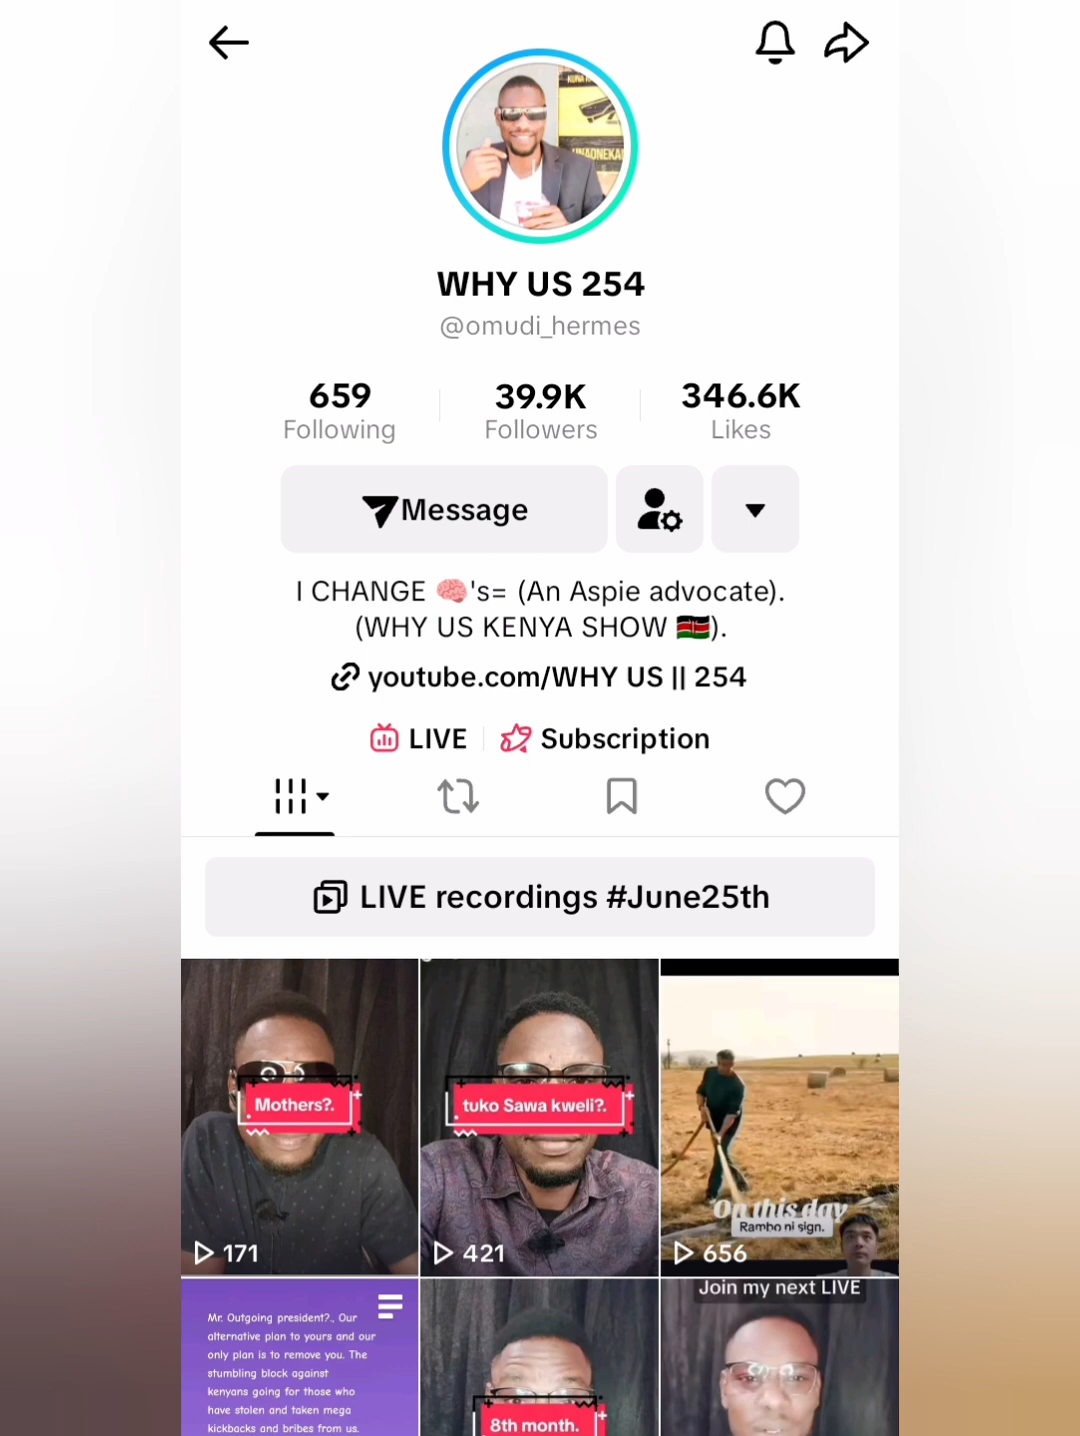 UNAONEKANA
WHY US 254
@omudi_hermes
659
39.9K
346.6K
Following
Followers
Likes
Message
I CHANGE 🧠's= (An Aspie advocate).
(WHY US KENYA SHOW 🇰🇪).
youtube.com/WHY US || 254
LIVE
Subscription
LIVE recordings #June25th
Mothers?.
171
tuko Sawa kweli?.
421
On this day
Rambo ni sign.
656
Mr. Outgoing president?., Our
alternative plan to yours and our
only plan is to remove you. The
stumbling block against
kenyans going for those who
have stolen and taken mega
kickbacks and bribes from us.
8th month.
Join my next LIVE